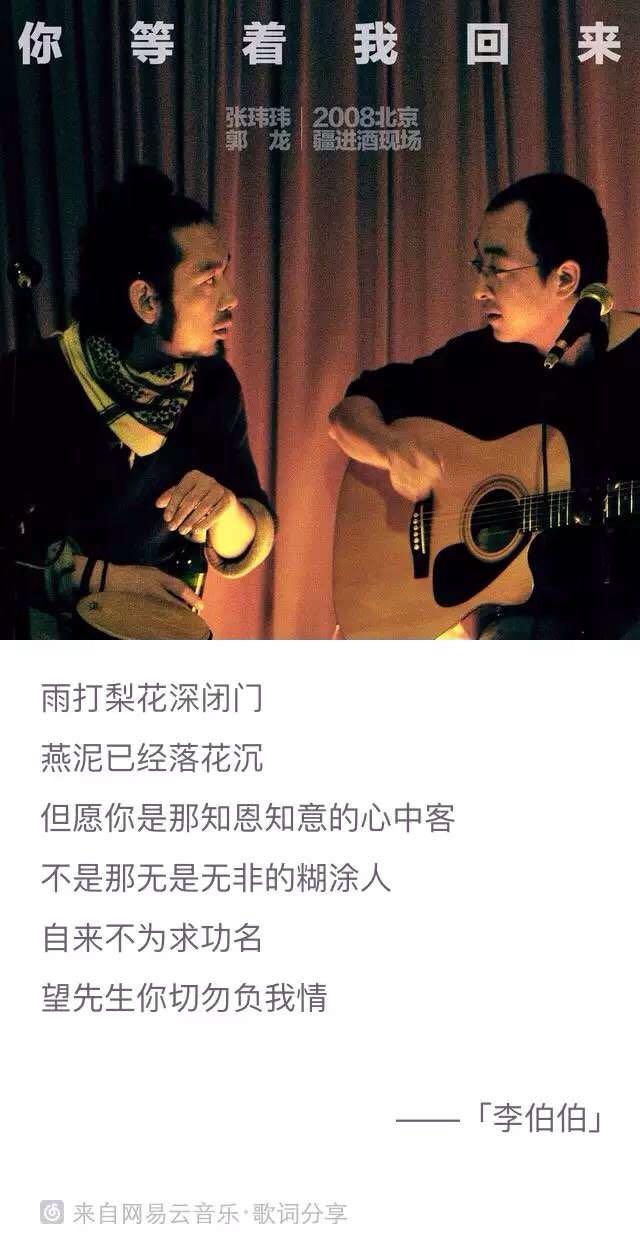 你等着我回来
张玮玮 2008北京
郭龙 疆进酒现场
雨打梨花深闭门
燕泥已经落花沉
但愿你是那知恩知意的心中客
不是那无是无非的糊涂人
自来不为求功名
望先生你切勿负我情
——「李伯伯」
来自网易云音乐·歌词分享